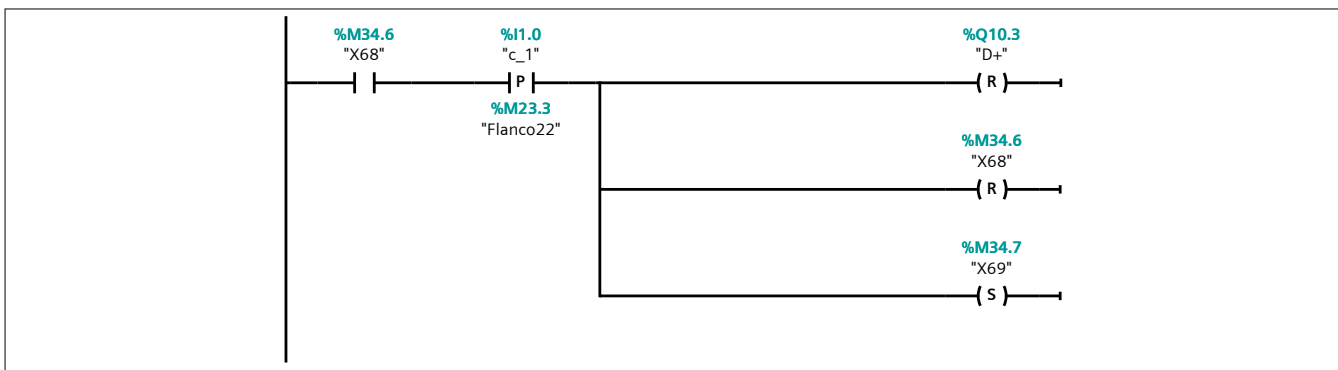 %M34.6
"X68"
%I1.0
"c_1"
P
%M23.3
"Flanco22"
%Q10.3
"D+"
R
%M34.6
"X68"
R
%M34.7
"X69"
S